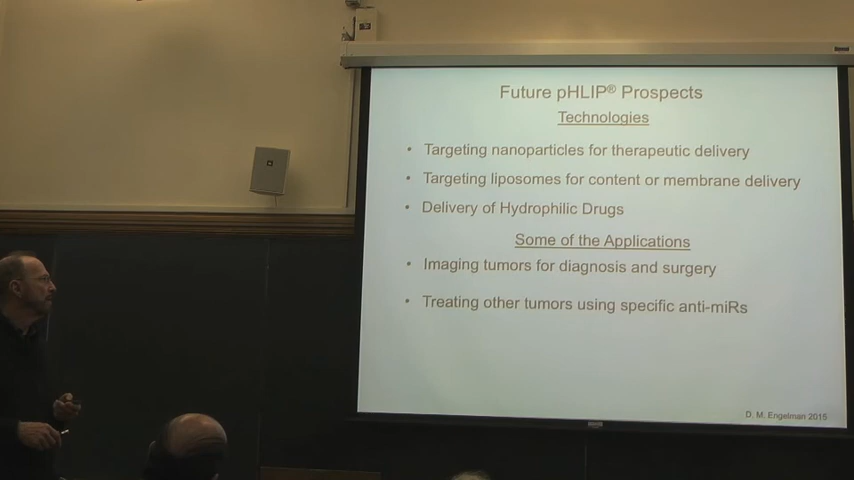 Future pHLIP® Prospects
Technologies
• Targeting nanoparticles for therapeutic delivery
• Targeting liposomes for content or membrane delivery
• Delivery of Hydrophilic Drugs
Some of the Applications
• Imaging tumors for diagnosis and surgery
• Treating other tumors using specific anti-miRs
D. M. Engelman 2015